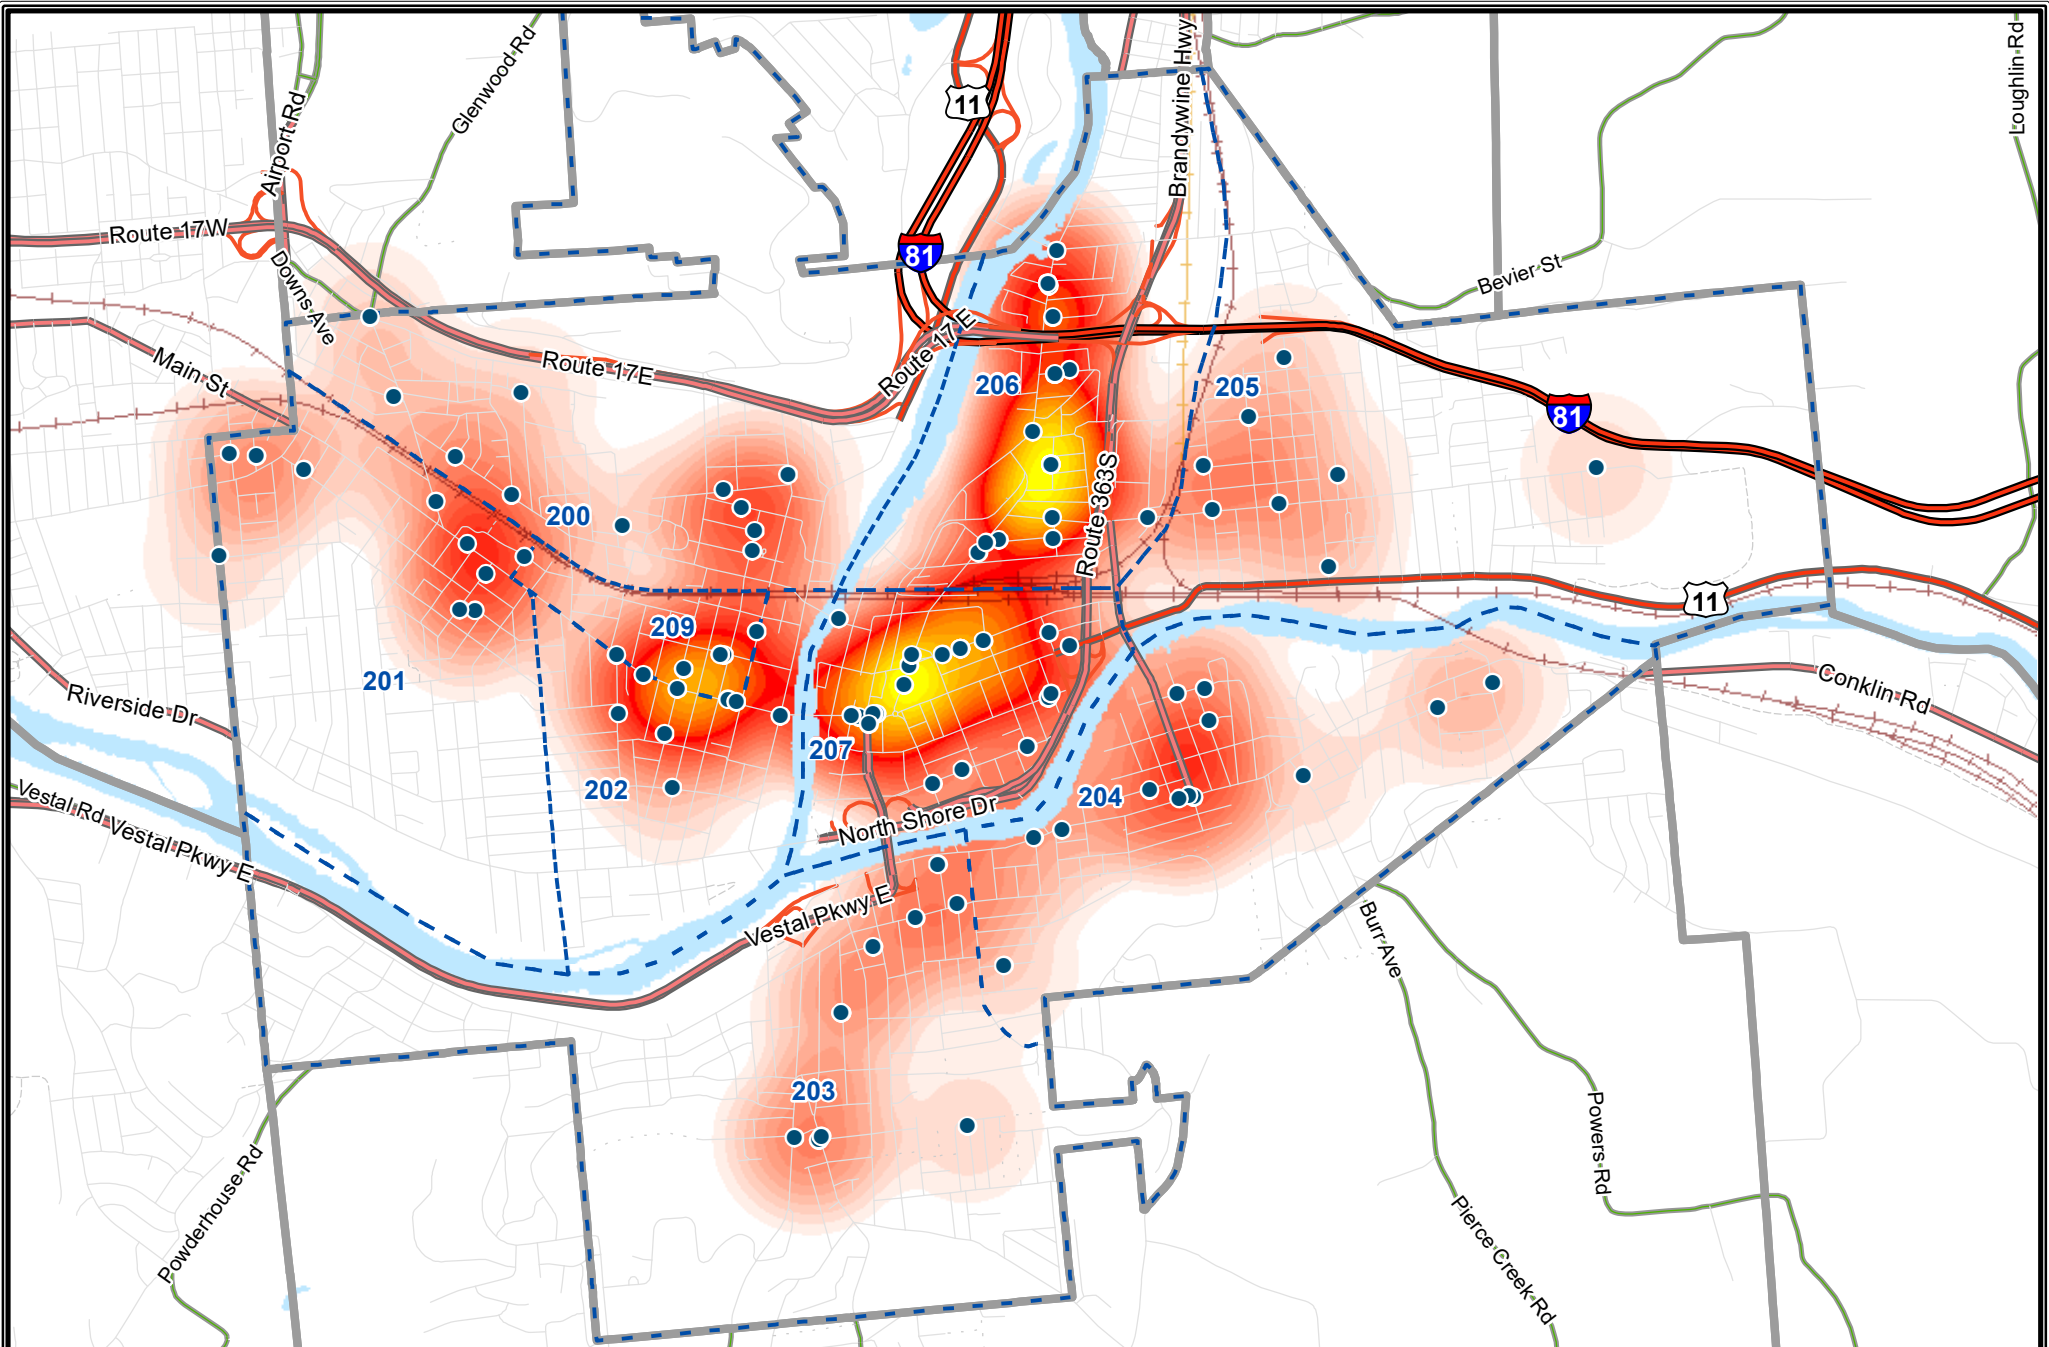 Glenwood Rd
Airport Rd
11
Brandywine Hwy
Loughlin Rd
Route 17W
81
Downs Ave
Bevier St
Main St
Route 17E
Route 17 E
206
205
81
Route 363S
200
11
209
201
Riverside Dr
207
202
204
Conklin Rd
Vestal Rd
Vestal Pkwy E
North Shore Dr
Vestal Pkwy E
Burr Ave
203
Powers Rd
Powderhouse Rd
Pierce Creek Rd